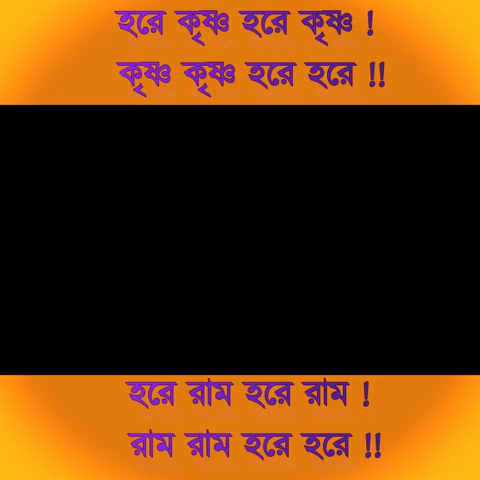 হরে কৃষ্ণ হরে কৃষ্ণ !
কৃষ্ণ কৃষ্ণ হরে হরে !!
হরে রাম হরে রাম !
রাম রাম হরে হরে !!